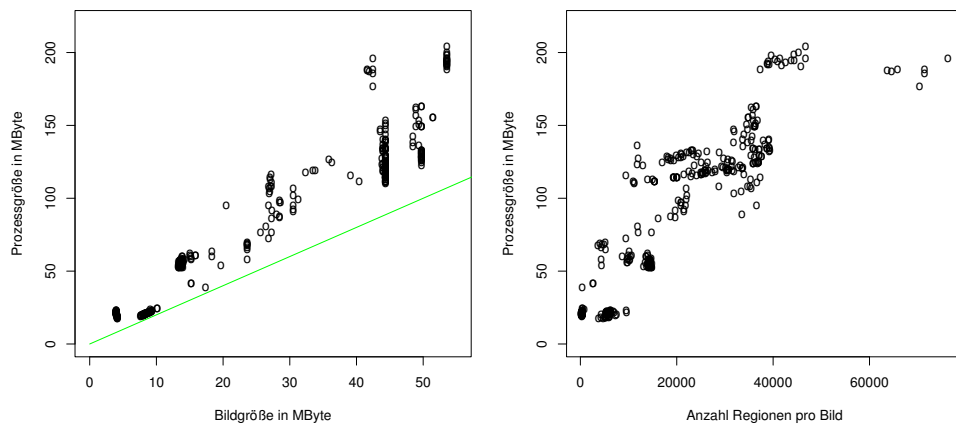 Prozessgröße in MByte
200
150
100
50
0
0 10 20 30 40 50
Bildgröße in MByte
Prozessgröße in MByte
200
150
100
50
0
0 20000 40000 60000
Anzahl Regionen pro Bild